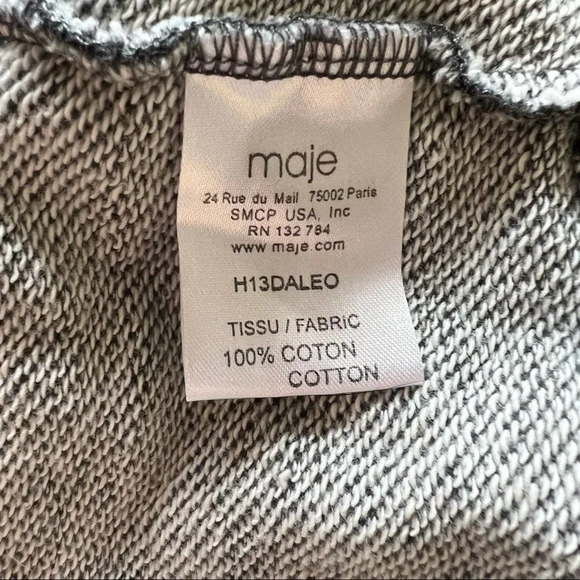 maje
24 Rue du Mail 75002 Paris
SMCP USA, Inc
RN 132 784
www.maje.com
H13DALEO
TISSU / FABRIC
100% COTON
COTTON